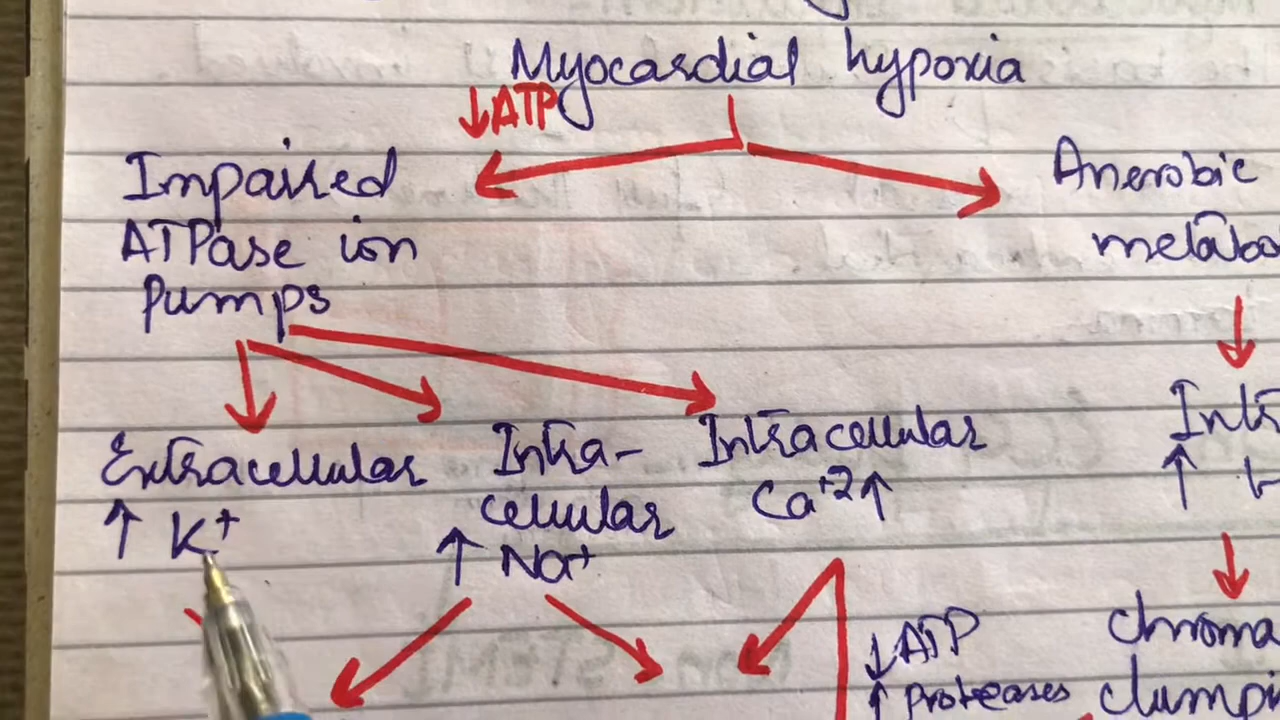 Myocardial hypoxia
↓ATP
Impaired
ATPase ion
Pumps
Anerobic
Extracellular
↑ K⁺
Intra-
cellular
↑ Na⁺
Intracellular
Ca⁺²↑
↓ATP
↑ proteases